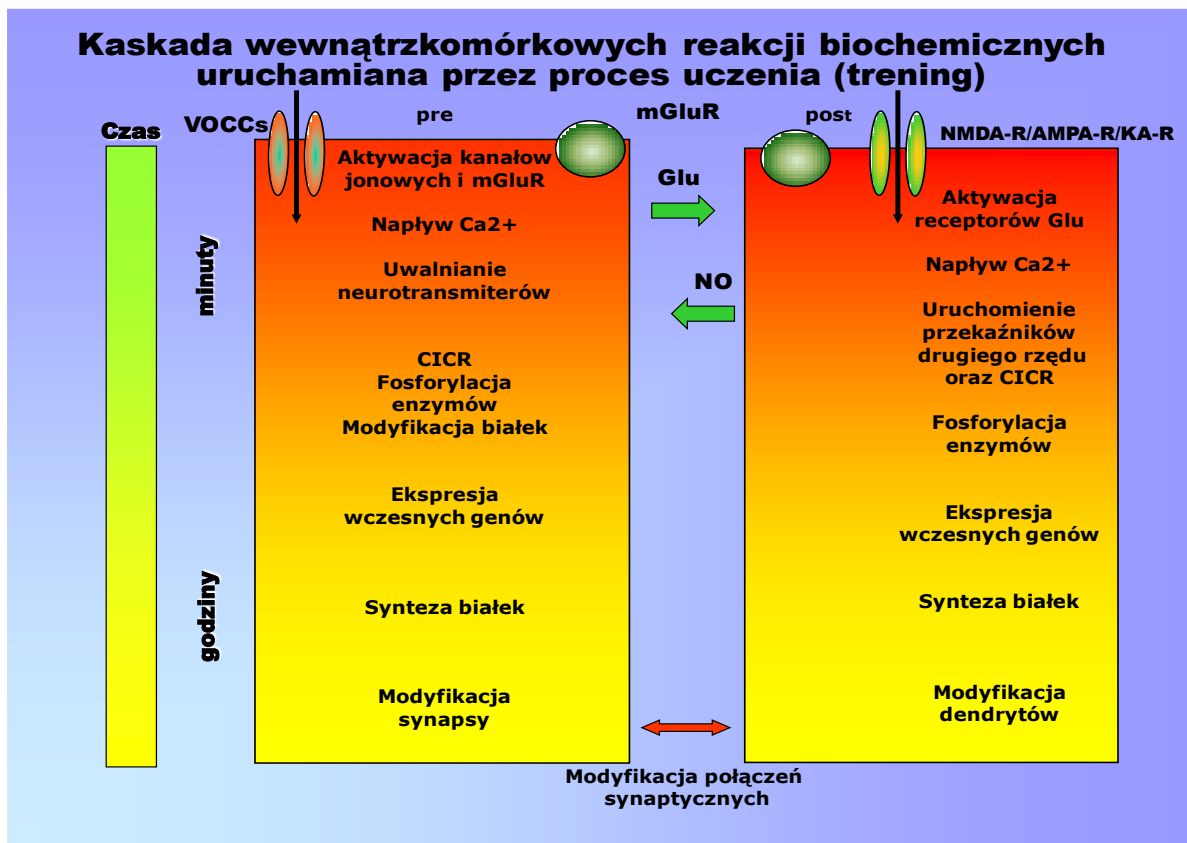 Kaskada wewnątrzkomórkowych reakcji biochemicznych
uruchamiana przez proces uczenia (trening)
Czas
minuty
godziny
VOCCs
pre
mGluR
post
NMDA-R/AMPA-R/KA-R
Aktywacja kanałow
jonowych i mGluR
Napływ Ca2+
Uwalnianie
neurotransmiterów
CICR
Fosforylacja
enzymów
Modyfikacja białek
Ekspresja
wczesnych genów
Synteza białek
Modyfikacja
synapsy
Glu
NO
Aktywacja
receptorów Glu
Napływ Ca2+
Uruchomienie
przekaźników
drugiego rzędu
oraz CICR
Fosforylacja
enzymów
Ekspresja
wczesnych genów
Synteza białek
Modyfikacja
dendrytów
Modyfikacja połączeń
synaptycznych